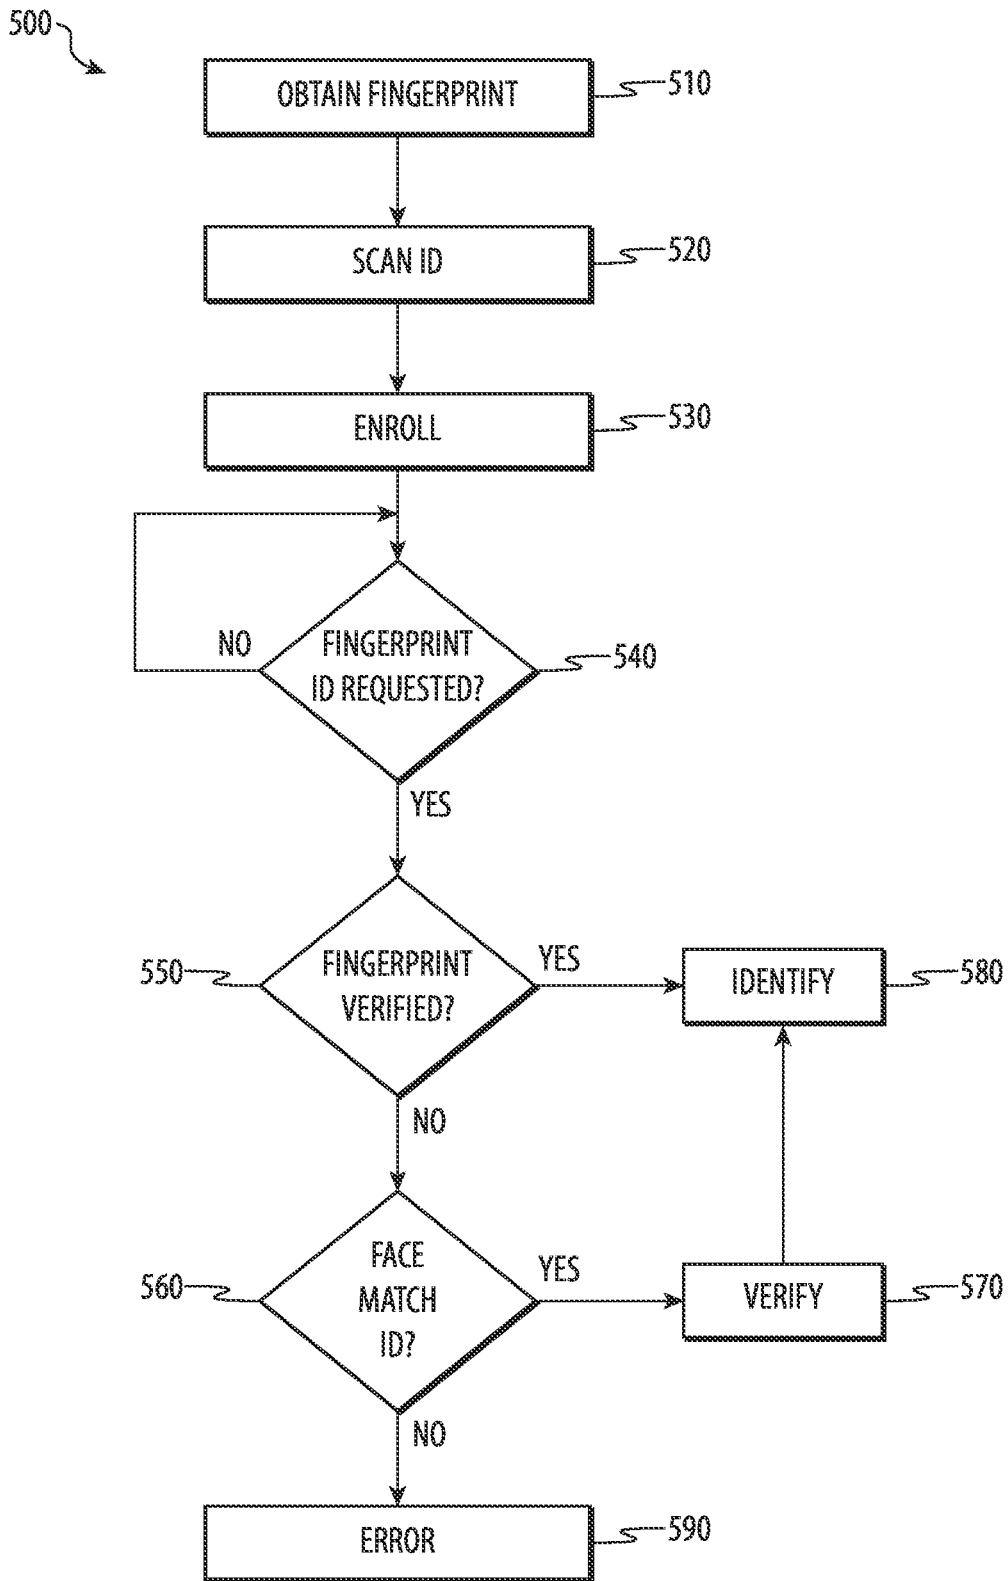 500
OBTAIN FINGERPRINT
510
SCAN ID
520
ENROLL
530
NO
FINGERPRINT
ID REQUESTED?
540
YES
550
FINGERPRINT
VERIFIED?
YES
IDENTIFY
580
NO
560
FACE
MATCH
ID?
YES
VERIFY
570
NO
ERROR
590